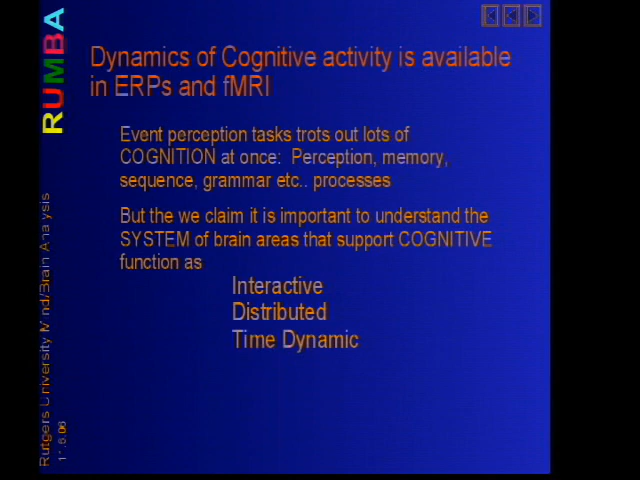 Dynamics of Cognitive activity is available
in ERPs and fMRI
Event perception tasks trots out lots of
COGNITION at once: Perception, memory,
sequence, grammar etc.. processes
But the we claim it is important to understand the
SYSTEM of brain areas that support COGNITIVE
function as
Interactive
Distributed
Time Dynamic
RUMBA
Rutgers University Mind/Brain Analysis